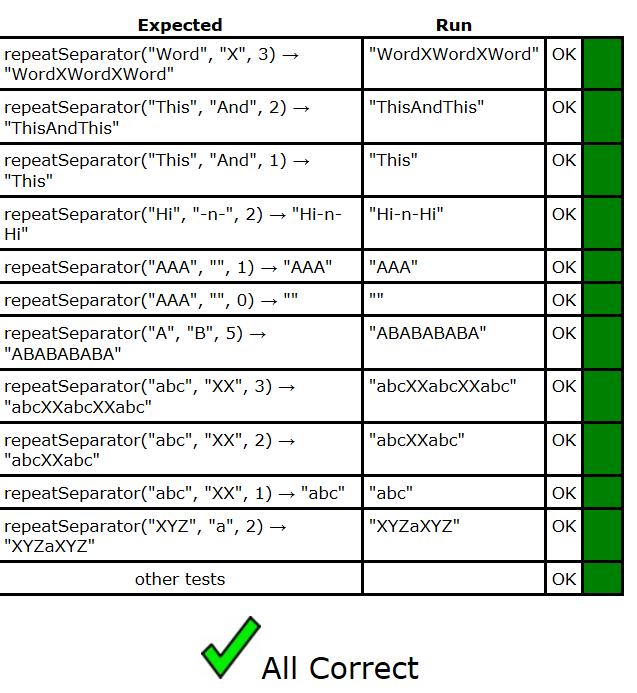 Expected Run
repeatSeparator("Word", "X", 3) → "WordXWordXWord" OK
"WordXWordXWord"
repeatSeparator("This", "And", 2) → "ThisAndThis" OK
"ThisAndThis"
repeatSeparator("This", "And", 1) → "This" OK
"This"
repeatSeparator("Hi", "-n-", 2) → "Hi-n- "Hi-n-Hi" OK
Hi"
repeatSeparator("AAA", "", 1) → "AAA" "AAA" OK
repeatSeparator("AAA", "", 0) → "" "" OK
repeatSeparator("A", "B", 5) → "ABABABABA" OK
"ABABABABA"
repeatSeparator("abc", "XX", 3) → "abcXXabcXXabc" OK
"abcXXabcXXabc"
repeatSeparator("abc", "XX", 2) → "abcXXabc" OK
"abcXXabc"
repeatSeparator("abc", "XX", 1) → "abc" "abc" OK
repeatSeparator("XYZ", "a", 2) → "XYZaXYZ" OK
"XYZaXYZ"
other tests OK
All Correct